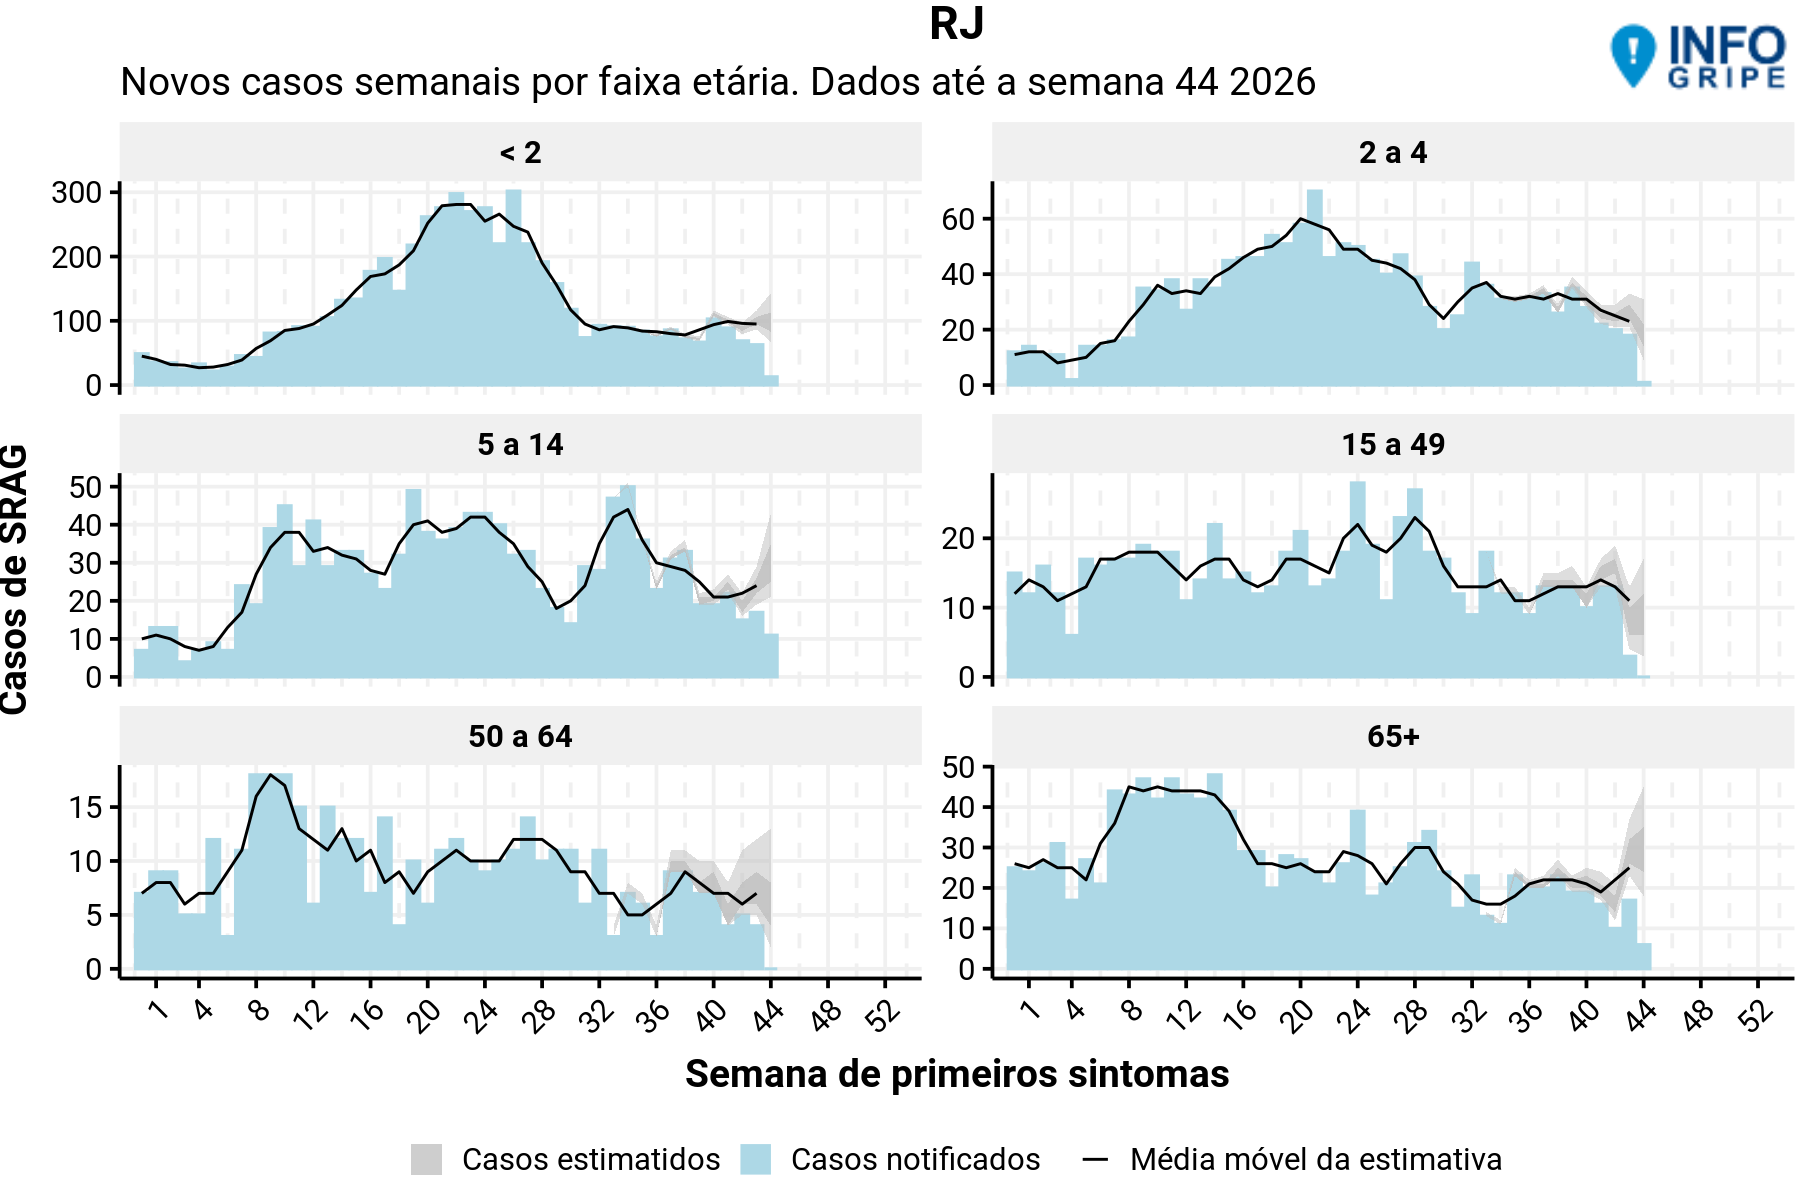 RJ
INFO
GRIPE
Novos casos semanais por faixa etária. Dados até a semana 44 2026
< 2
2 a 4
300
200
100
0
60
40
20
0
5 a 14
15 a 49
50
40
30
20
10
0
20
10
0
50 a 64
65+
15
10
5
0
50
40
30
20
10
0
1 4 8 12 16 20 24 28 32 36 40 44 48 52
1 4 8 12 16 20 24 28 32 36 40 44 48 52
Casos de SRAG
Semana de primeiros sintomas
Casos estimatidos Casos notificados Média móvel da estimativa